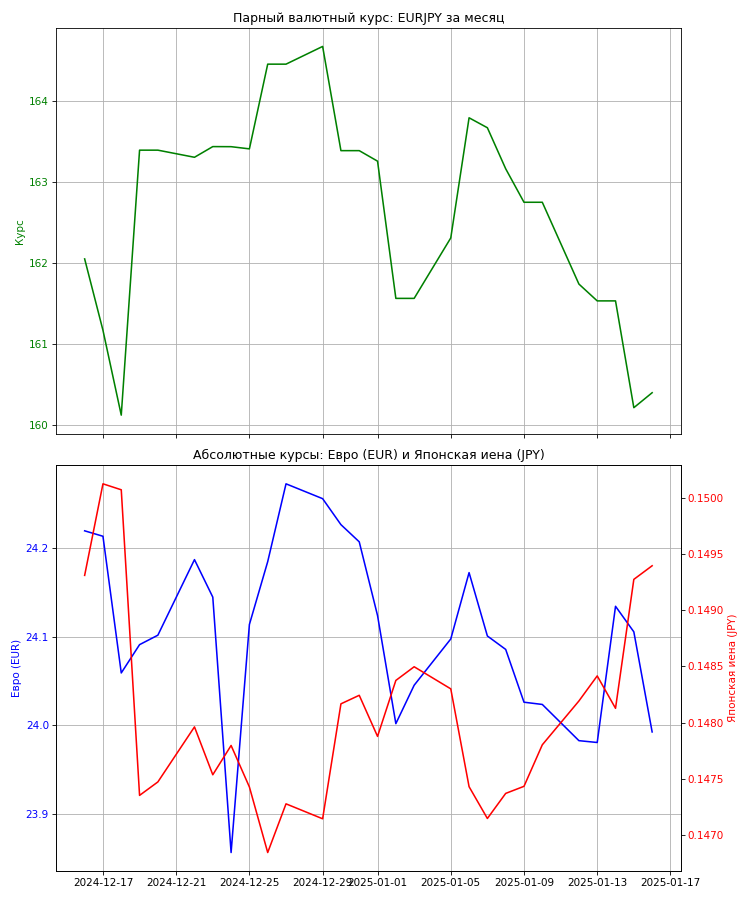 Парный валютный курс: EURJPY за месяц
Курс
164
163
162
161
160
Абсолютные курсы: Евро (EUR) и Японская иена (JPY)
Евро (EUR)
24.2
24.1
24.0
23.9
Японская иена (JPY)
0.1500
0.1495
0.1490
0.1485
0.1480
0.1475
0.1470
2024-12-17 2024-12-21 2024-12-25 2024-12-29 2025-01-01 2025-01-05 2025-01-09 2025-01-13 2025-01-17